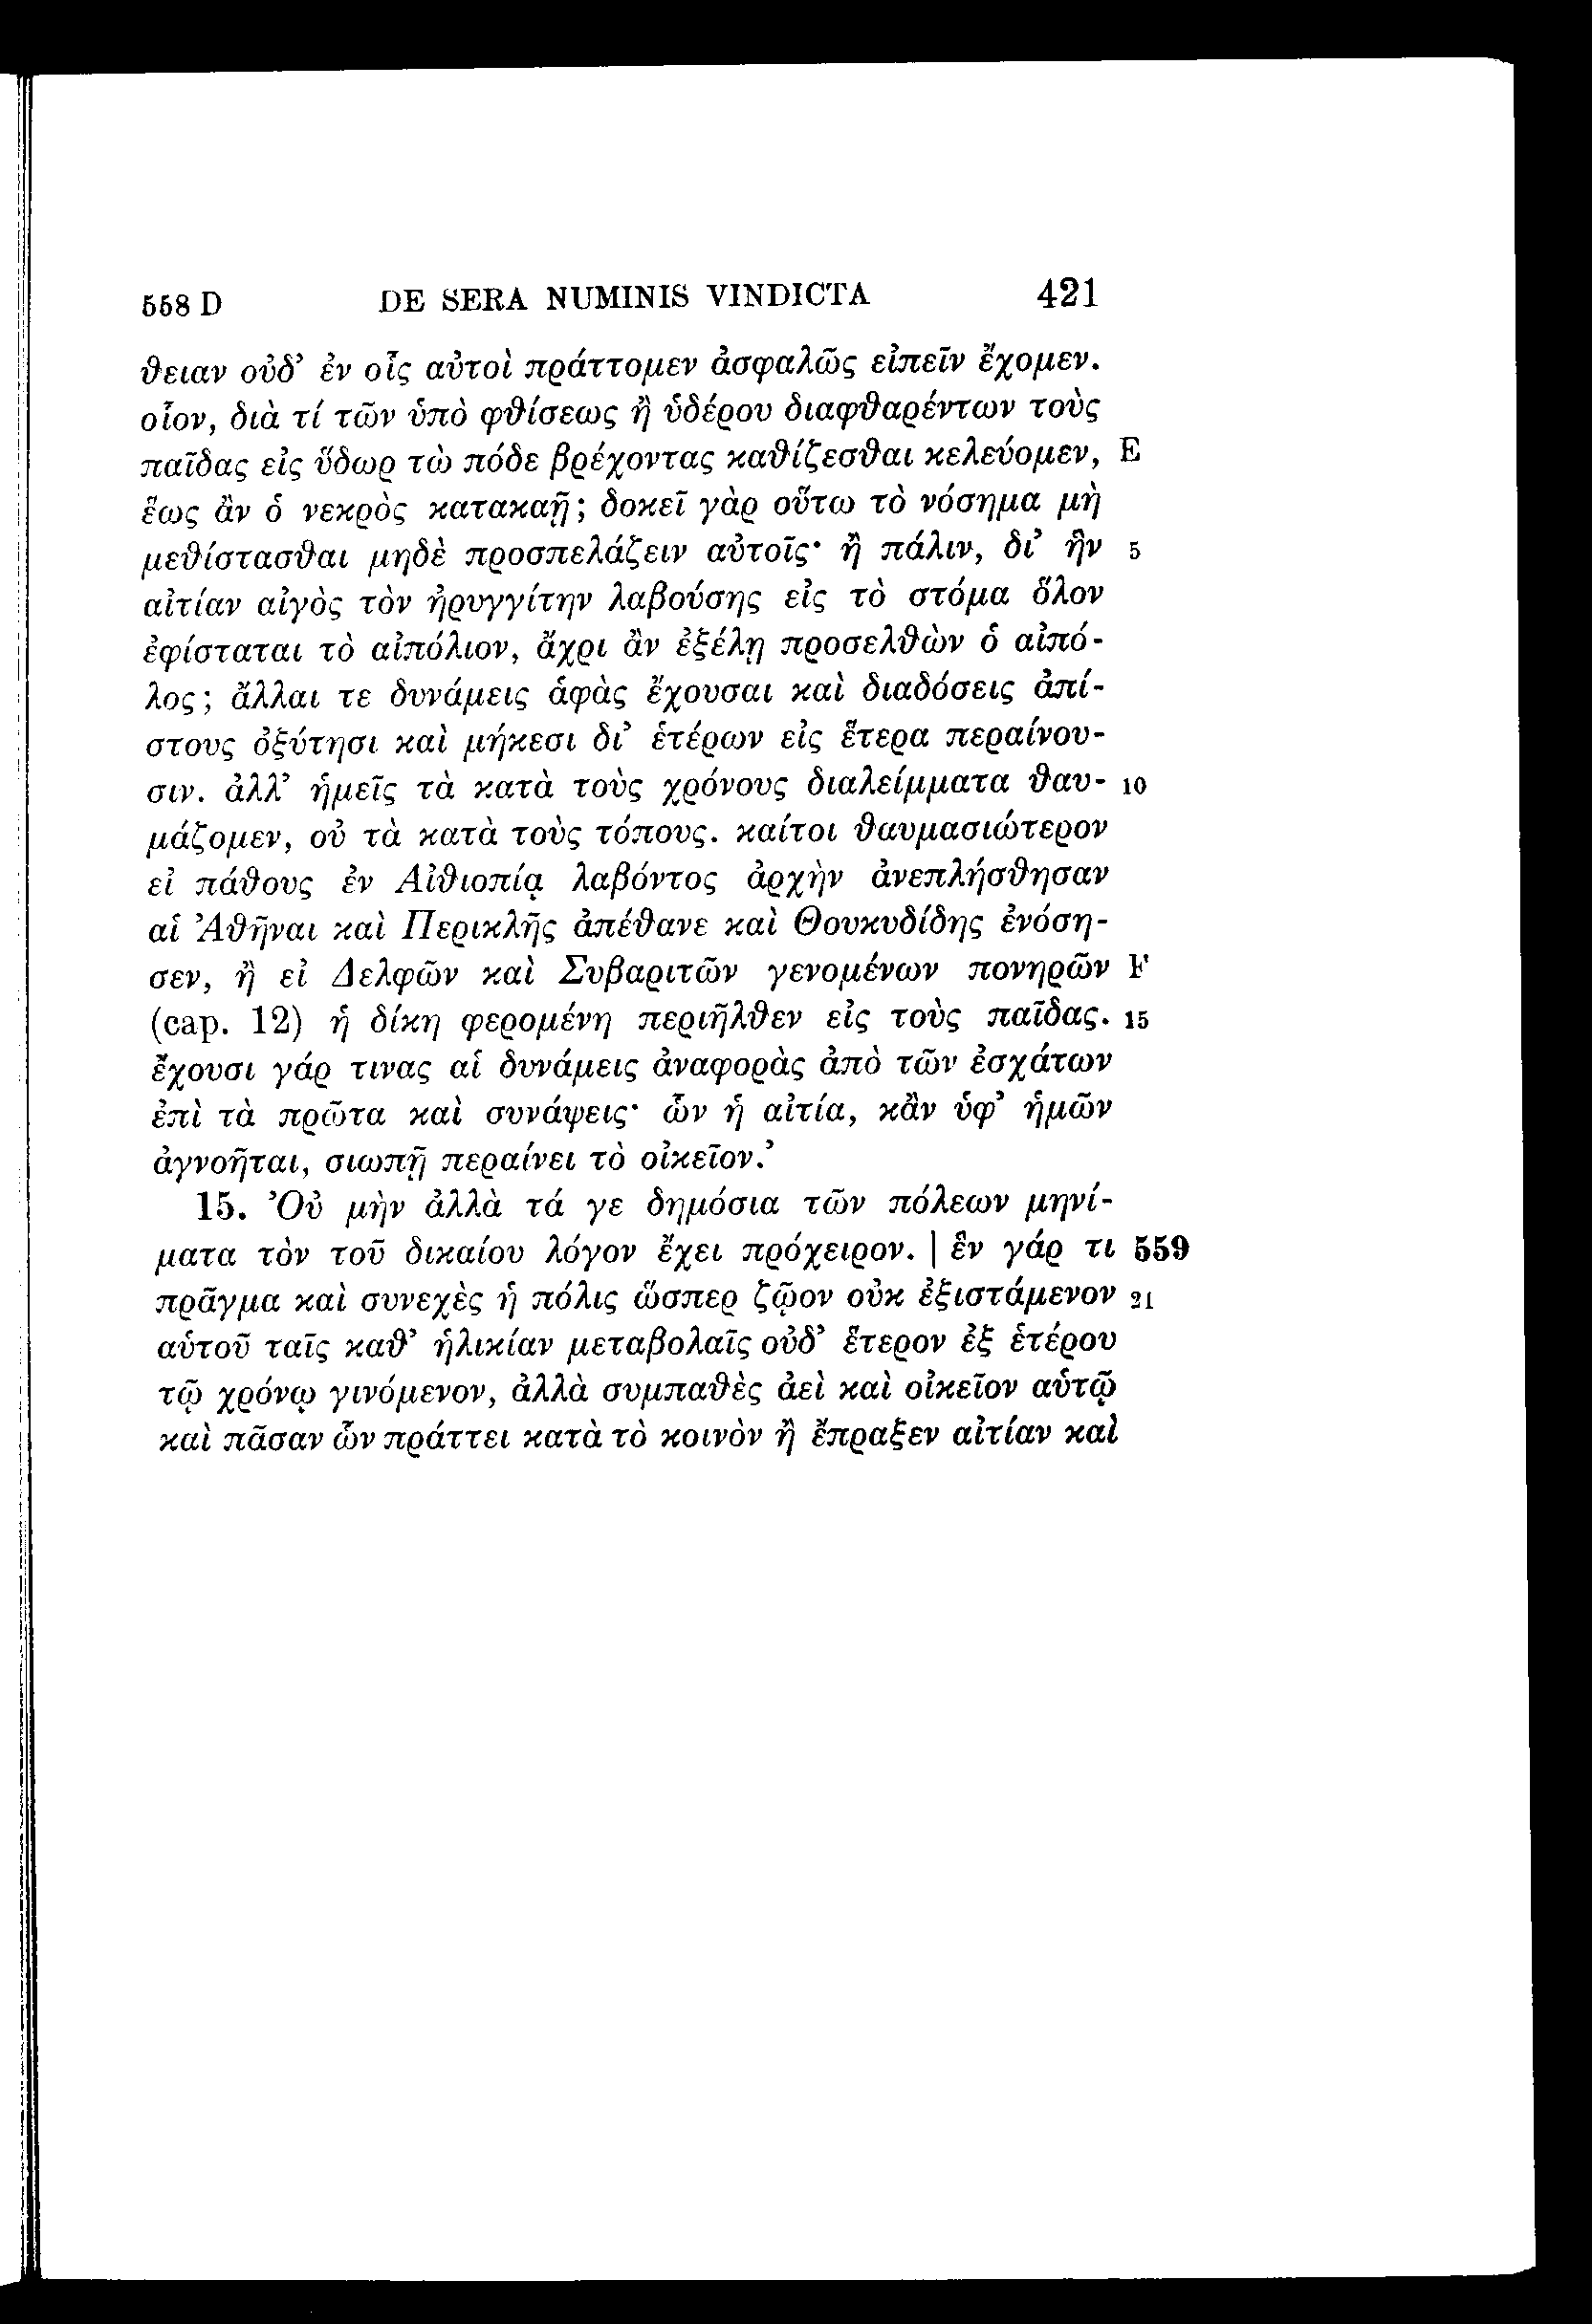 558 D DE SERA NUMINIS VINDICTA 421
θειαν οὐδ’ ἐν οἷς αὐτοὶ πράττομεν ἀσφαλῶς εἰπεῖν ἔχομεν.
οἷον, διὰ τί τῶν ὑπὸ φθίσεως ἢ ὑδέρου διαφθαρέντων τοὺς
παῖδας εἰς ὕδωρ τὼ πόδε βρέχοντας καθίζεσθαι κελεύομεν, E
ἕως ἂν ὁ νεκρὸς κατακαῇ; δοκεῖ γὰρ οὕτω τὸ νόσημα μὴ
μεθίστασθαι μηδὲ προσπελάζειν αὐτοῖς· ἢ πάλιν, δι’ ἣν 5
αἰτίαν αἰγὸς τὸν ἠρυγγίτην λαβούσης εἰς τὸ στόμα ὅλον
ἐφίσταται τὸ αἰπόλιον, ἄχρι ἂν ἐξέλῃ προσελθὼν ὁ αἰπό-
λος; ἄλλαι τε δυνάμεις ἁφὰς ἔχουσαι καὶ διαδόσεις ἀπί-
στους ὀξύτησι καὶ μήκεσι δι’ ἑτέρων εἰς ἕτερα περαίνου-
σιν. ἀλλ’ ἡμεῖς τὰ κατὰ τοὺς χρόνους διαλείμματα θαυ- 10
μάζομεν, οὐ τὰ κατὰ τοὺς τόπους. καίτοι θαυμασιώτερον
εἰ πάθους ἐν Αἰθιοπίᾳ λαβόντος ἀρχὴν ἀνεπλήσθησαν
αἱ Ἀθῆναι καὶ Περικλῆς ἀπέθανε καὶ Θουκυδίδης ἐνόση-
σεν, ἢ εἰ Δελφῶν καὶ Συβαριτῶν γενομένων πονηρῶν F
(cap. 12) ἡ δίκη φερομένη περιῆλθεν εἰς τοὺς παῖδας. 15
ἔχουσι γάρ τινας αἱ δυνάμεις ἀναφορὰς ἀπὸ τῶν ἐσχάτων
ἐπὶ τὰ πρῶτα καὶ συνάψεις· ὧν ἡ αἰτία, κἂν ὑφ’ ἡμῶν
ἀγνοῆται, σιωπῇ περαίνει τὸ οἰκεῖον.’
15. ’Οὐ μὴν ἀλλὰ τά γε δημόσια τῶν πόλεων μηνί-
ματα τὸν τοῦ δικαίου λόγον ἔχει πρόχειρον. | ἓν γάρ τι 559
πρᾶγμα καὶ συνεχὲς ἡ πόλις ὥσπερ ζῷον οὐκ ἐξιστάμενον 21
αὑτοῦ ταῖς καθ’ ἡλικίαν μεταβολαῖς οὐδ’ ἕτερον ἐξ ἑτέρου
τῷ χρόνῳ γινόμενον, ἀλλὰ συμπαθὲς ἀεὶ καὶ οἰκεῖον αὑτῷ
καὶ πᾶσαν ὧν πράττει κατὰ τὸ κοινὸν ἢ ἔπραξεν αἰτίαν καὶ